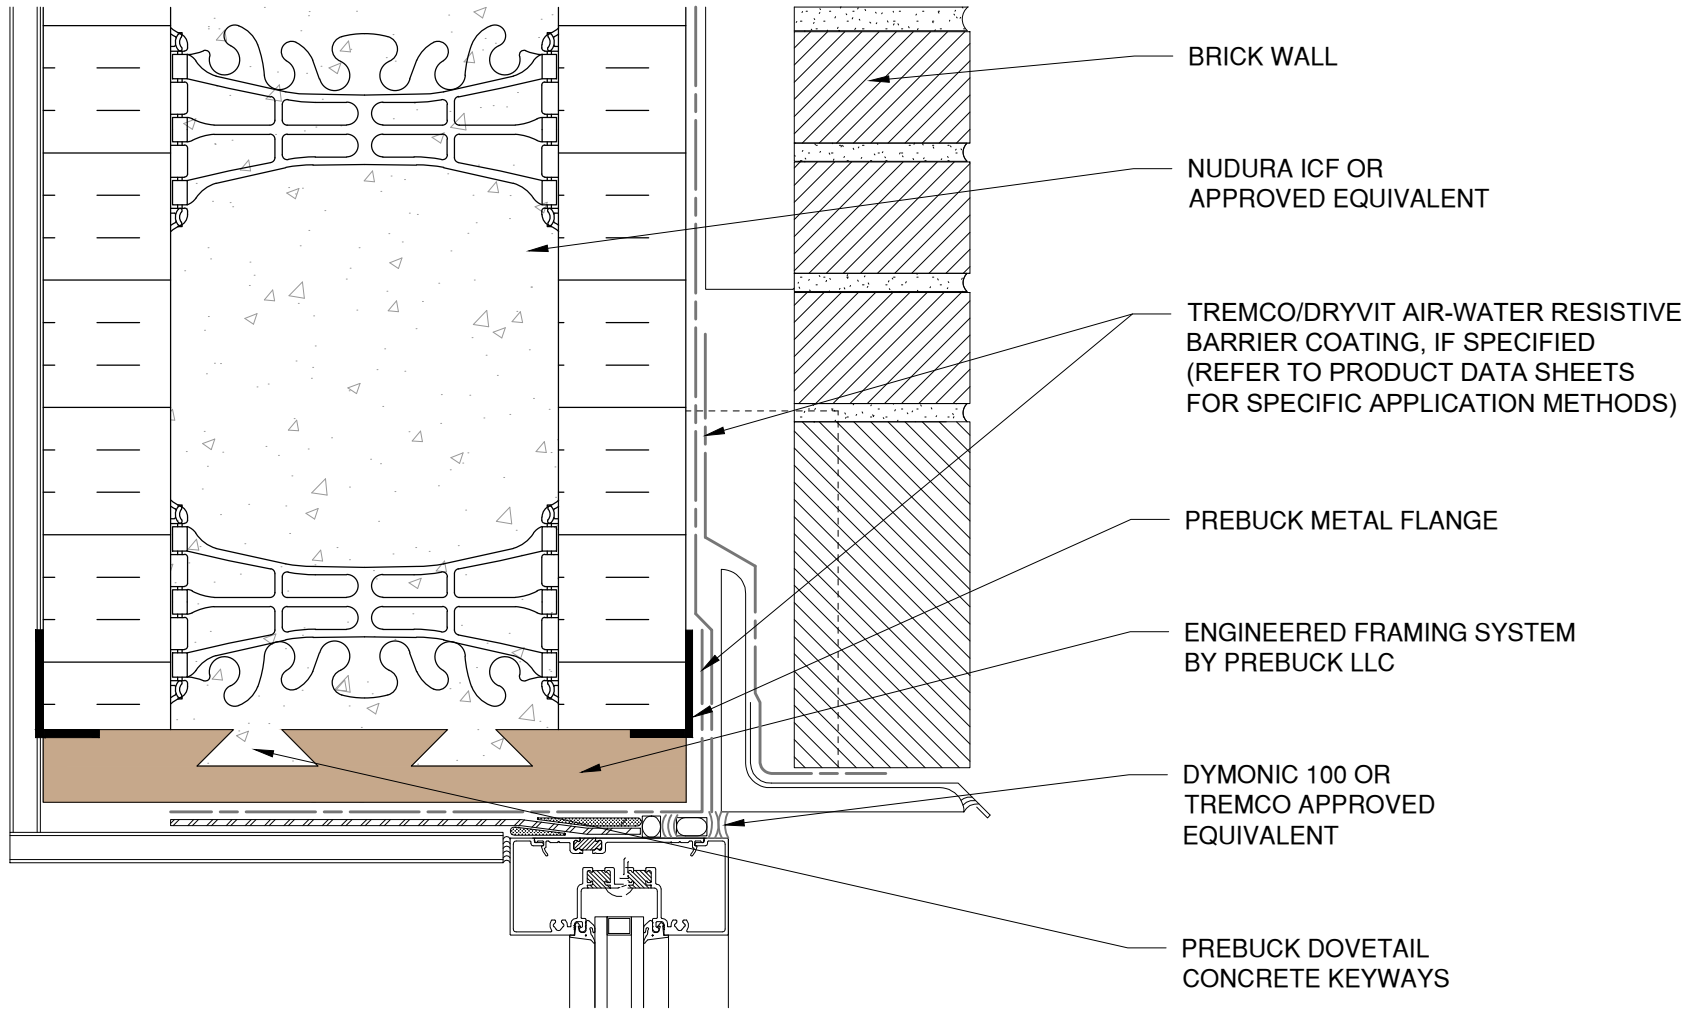 BRICK WALL
NUDURA ICF OR
APPROVED EQUIVALENT
TREMCO/DRYVIT AIR-WATER RESISTIVE
BARRIER COATING, IF SPECIFIED
(REFER TO PRODUCT DATA SHEETS
FOR SPECIFIC APPLICATION METHODS)
PREBUCK METAL FLANGE
ENGINEERED FRAMING SYSTEM
BY PREBUCK LLC
DYMONIC 100 OR
TREMCO APPROVED
EQUIVALENT
PREBUCK DOVETAIL
CONCRETE KEYWAYS